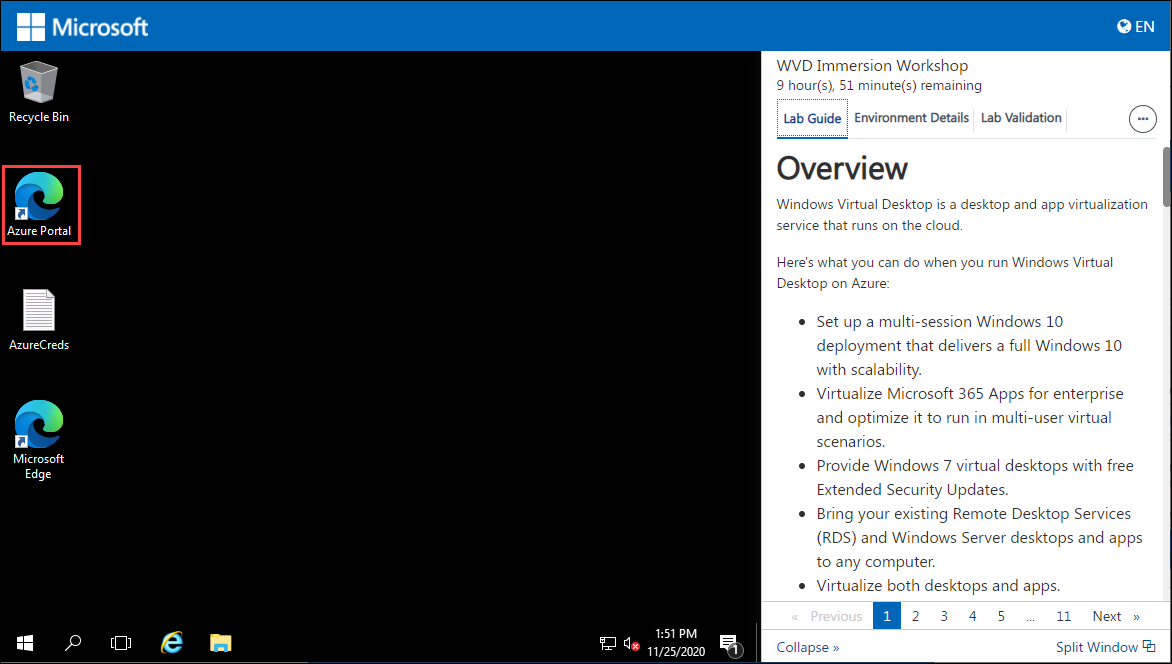 Microsoft
EN
Recycle Bin
Azure Portal
AzureCreds
Microsoft
Edge
1:51 PM
11/25/2020
1
WVD Immersion Workshop
9 hour(s), 51 minute(s) remaining
Lab Guide
Environment Details
Lab Validation
Overview
Windows Virtual Desktop is a desktop and app virtualization
service that runs on the cloud.
Here's what you can do when you run Windows Virtual
Desktop on Azure:
• Set up a multi-session Windows 10
deployment that delivers a full Windows 10
with scalability.
• Virtualize Microsoft 365 Apps for enterprise
and optimize it to run in multi-user virtual
scenarios.
• Provide Windows 7 virtual desktops with free
Extended Security Updates.
• Bring your existing Remote Desktop Services
(RDS) and Windows Server desktops and apps
to any computer.
• Virtualize both desktops and apps.
« Previous 1 2 3 4 5 ... 11 Next »
Collapse »
Split Window